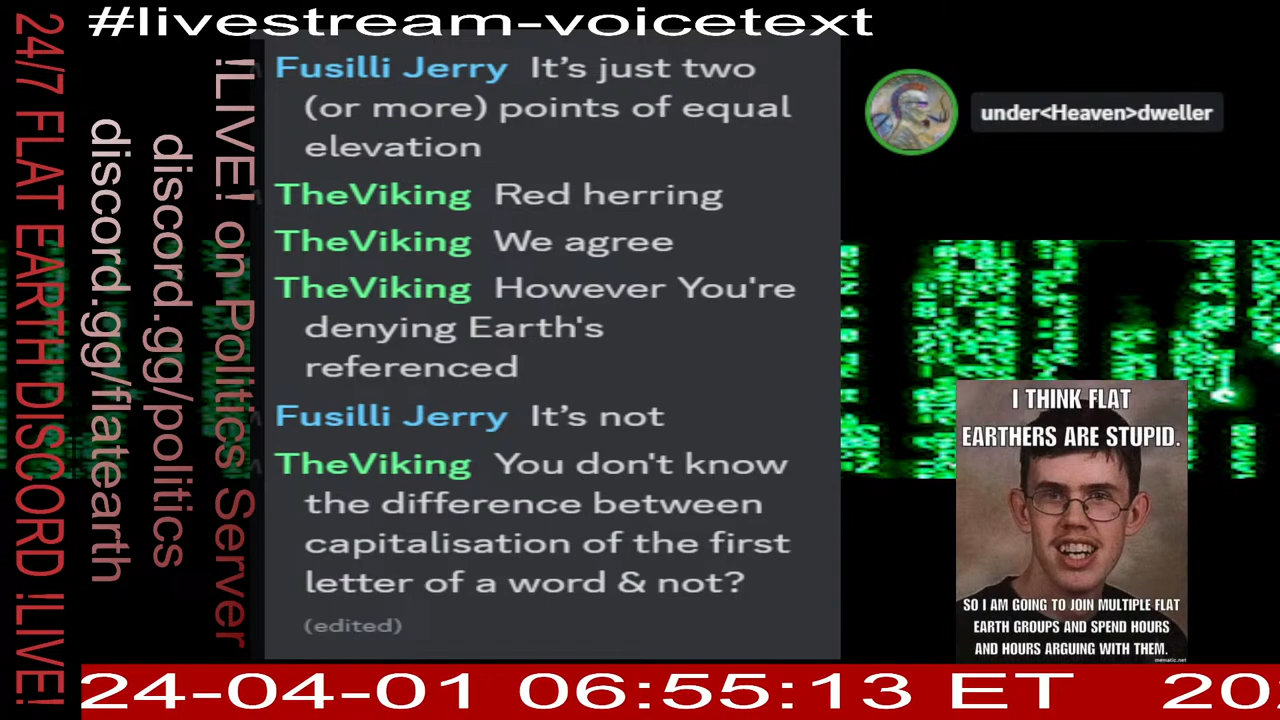 #livestream-voicetext
24/7 FLAT EARTH DISCORD !LIVE!
discord.gg/flatearth
discord.gg/politics
!LIVE! on Politics Server
Fusilli Jerry It's just two
(or more) points of equal
elevation
TheViking Red herring
TheViking We agree
TheViking However You're
denying Earth's
referenced
Fusilli Jerry It's not
TheViking You don't know
the difference between
capitalisation of the first
letter of a word & not?
(edited)
under<Heaven>dweller
I THINK FLAT
EARTHERS ARE STUPID.
SO I AM GOING TO JOIN MULTIPLE FLAT
EARTH GROUPS AND SPEND HOURS
AND HOURS ARGUING WITH THEM.
mematic.net
24-04-01 06:55:13 ET 20